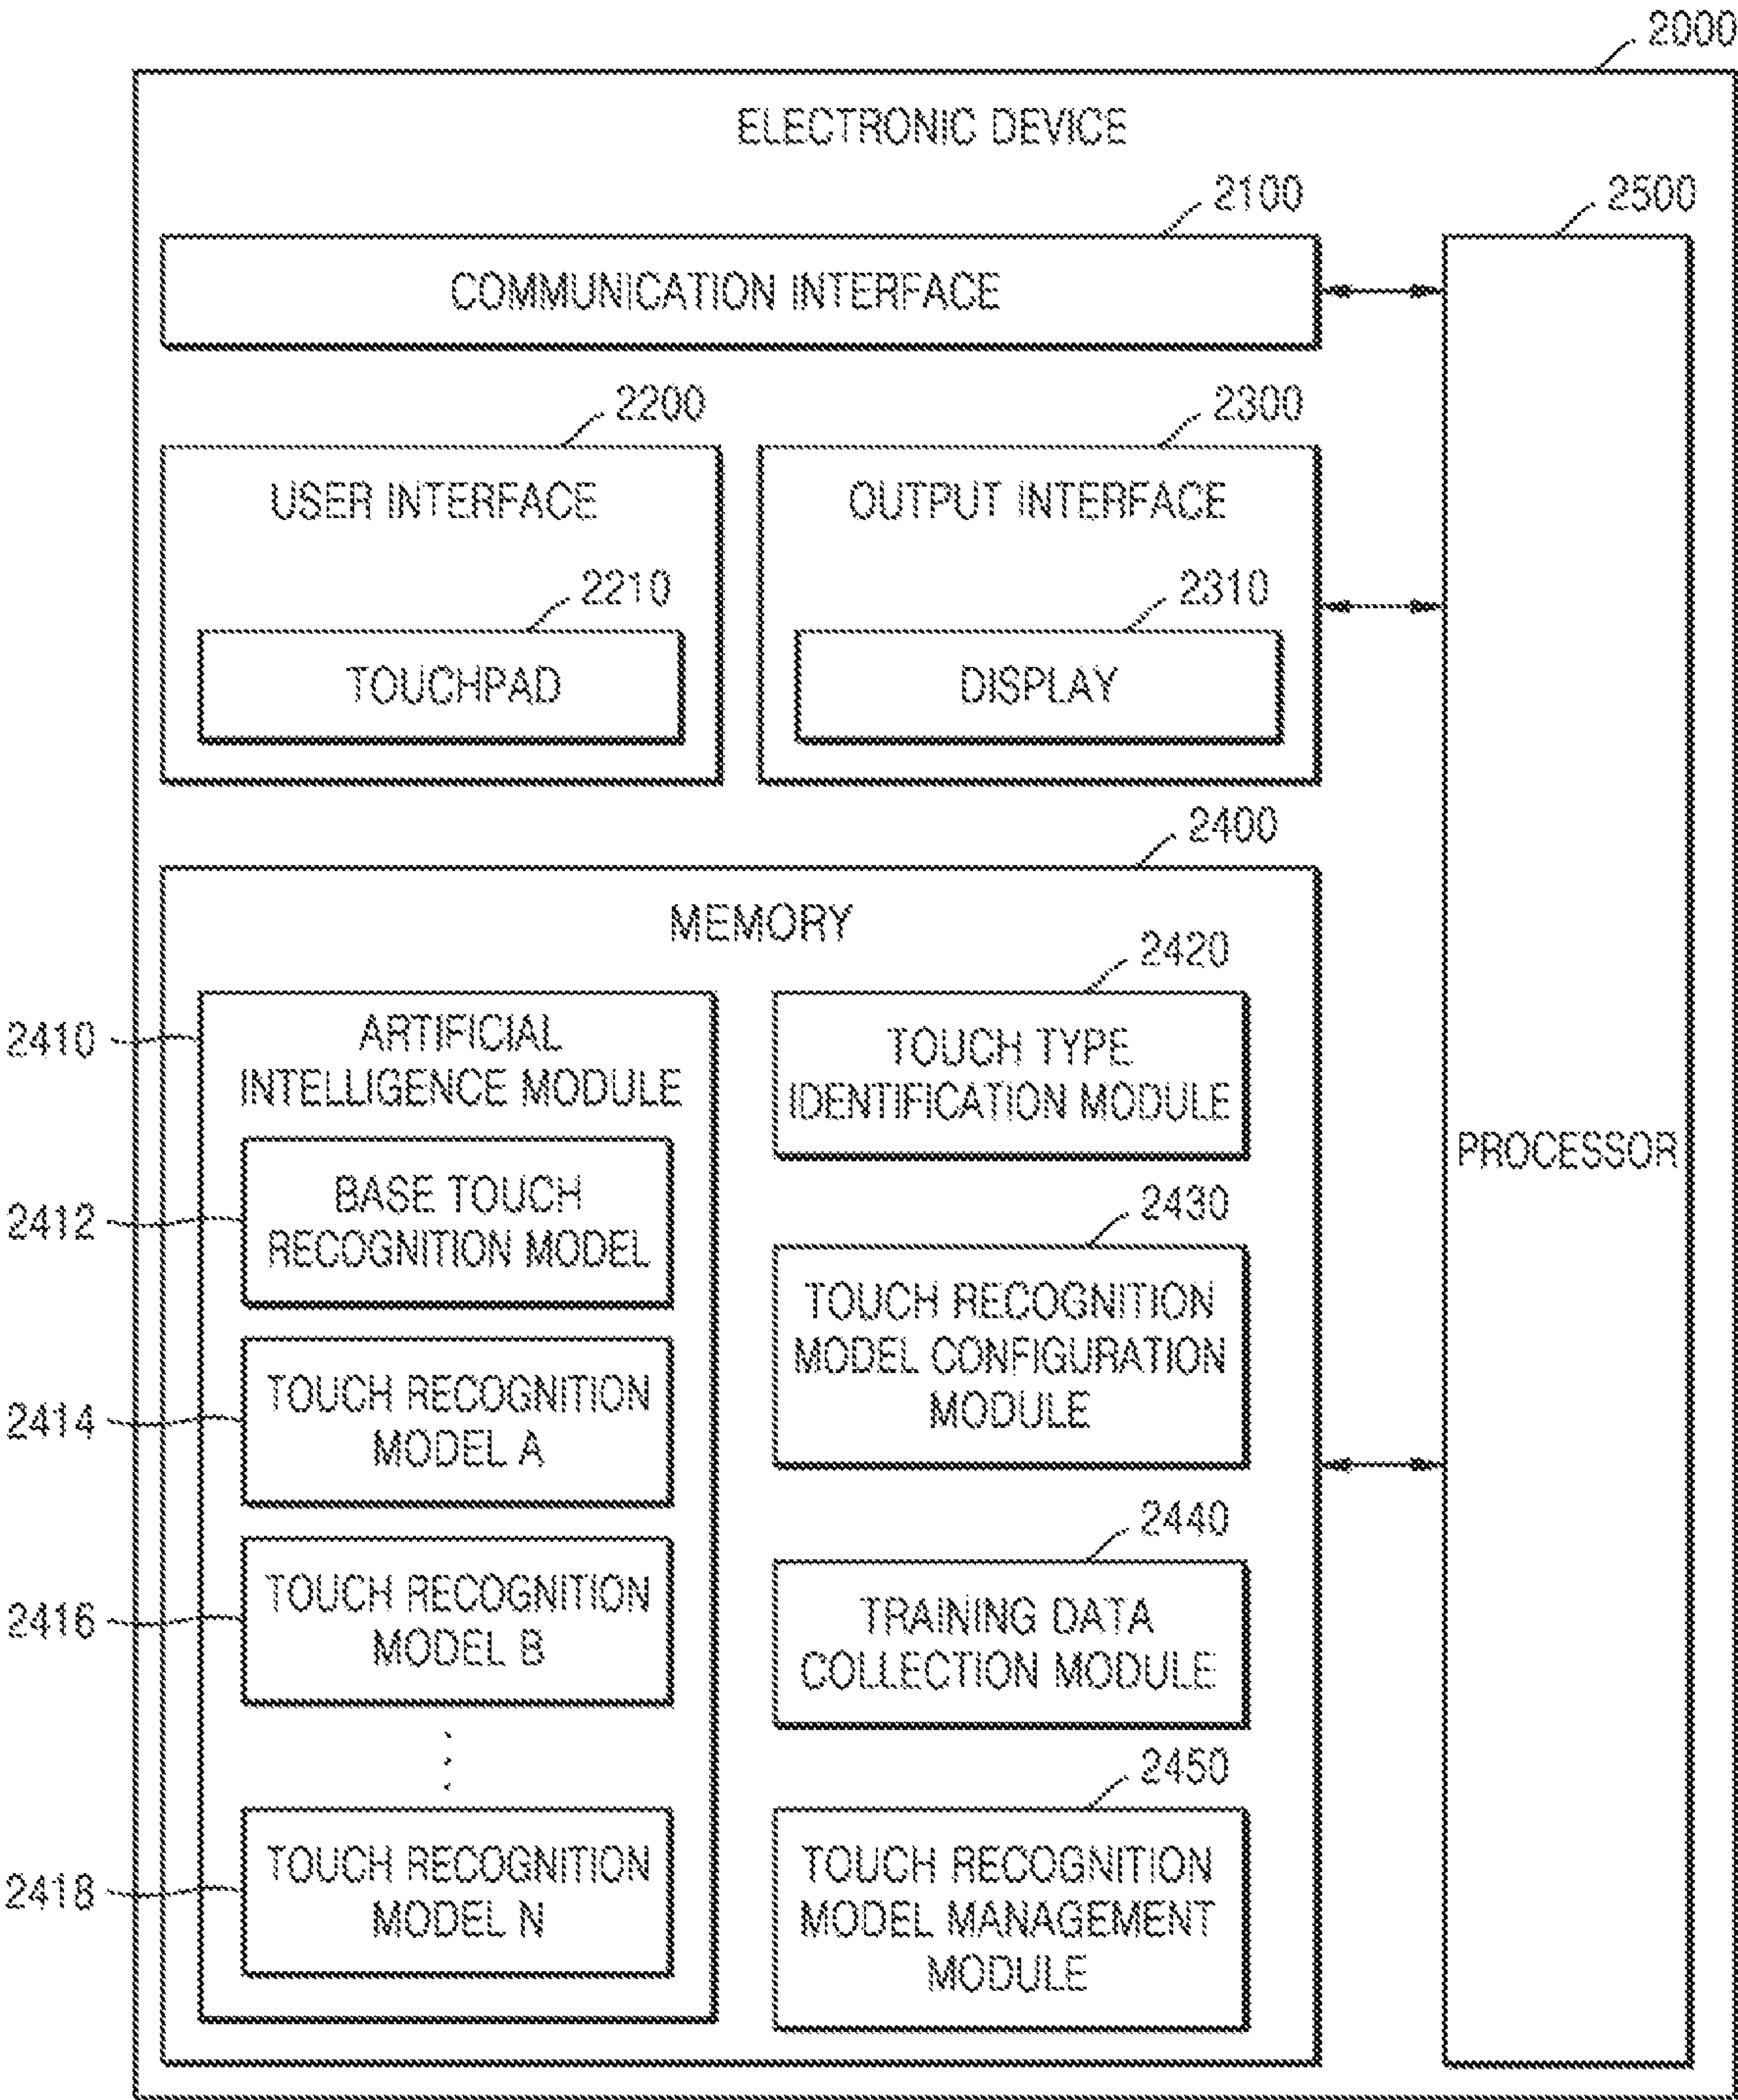 2000
ELECTRONIC DEVICE
2100
2500
COMMUNICATION INTERFACE
2200
2300
USER INTERFACE
OUTPUT INTERFACE
2210
2310
TOUCHPAD
DISPLAY
2400
MEMORY
2420
2410
ARTIFICIAL
INTELLIGENCE MODULE
TOUCH TYPE
IDENTIFICATION MODULE
PROCESSOR
2412
BASE TOUCH
RECOGNITION MODEL
2430
TOUCH RECOGNITION
MODEL CONFIGURATION
MODULE
2414
TOUCH RECOGNITION
MODEL A
2440
2416
TOUCH RECOGNITION
MODEL B
TRAINING DATA
COLLECTION MODULE
2450
2418
TOUCH RECOGNITION
MODEL N
TOUCH RECOGNITION
MODEL MANAGEMENT
MODULE